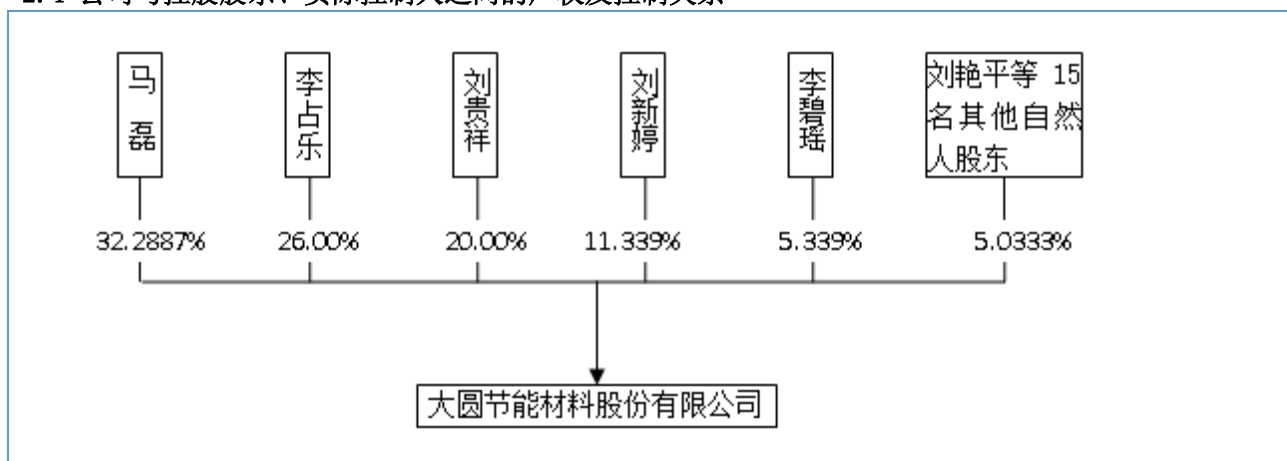 马磊
李占乐
刘贵祥
刘新婷
李碧瑶
刘艳平等 15
名其他自然
人股东
32.2887%
26.00%
20.00%
11.339%
5.339%
5.0333%
大圆节能材料股份有限公司